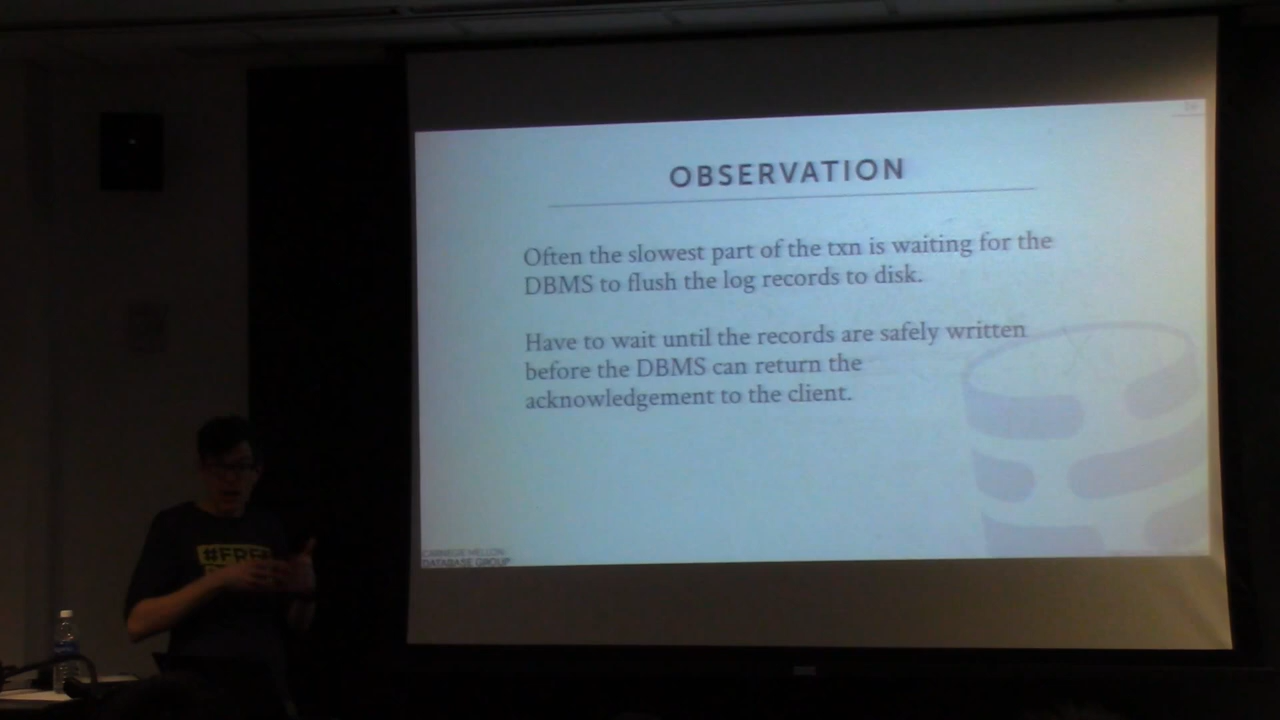 OBSERVATION
Often the slowest part of the txn is waiting for the
DBMS to flush the log records to disk.
Have to wait until the records are safely written
before the DBMS can return the
acknowledgement to the client.
CARNEGIE MELLON
DATABASE GROUP
#FREE